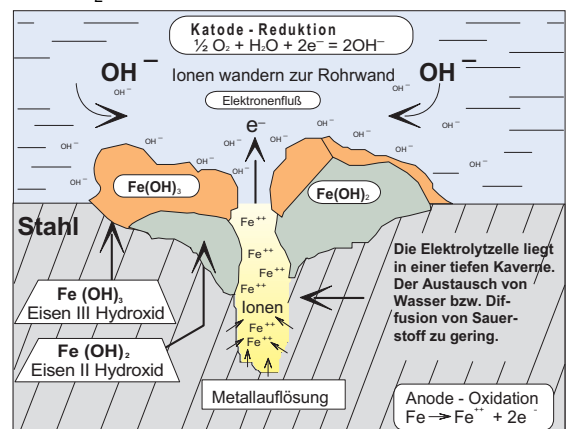 2
Katode - Reduktion
½ O₂ + H₂O + 2e⁻ = 2OH⁻
OH⁻
Ionen wandern zur Rohrwand
OH⁻
Elektronenfluß
OH⁻
OH⁻
OH⁻
OH⁻
OH⁻
e⁻
OH⁻
OH⁻
OH⁻
OH⁻
OH⁻
OH⁻
OH⁻
OH⁻
Fe(OH)₃
Fe(OH)₂
Stahl
Fe⁺⁺
Fe⁺⁺
Fe⁺⁺
Fe⁺⁺
Ionen
Fe⁺⁺
Fe⁺⁺
Die Elektrolytzelle liegt
in einer tiefen Kaverne.
Der Austausch von
Wasser bzw. Dif-
fusion von Sauer-
stoff zu gering.
Fe (OH)₃
Eisen III Hydroxid
Fe (OH)₂
Eisen II Hydroxid
Metallauflösung
Anode - Oxidation
Fe → Fe⁺⁺ + 2e⁻